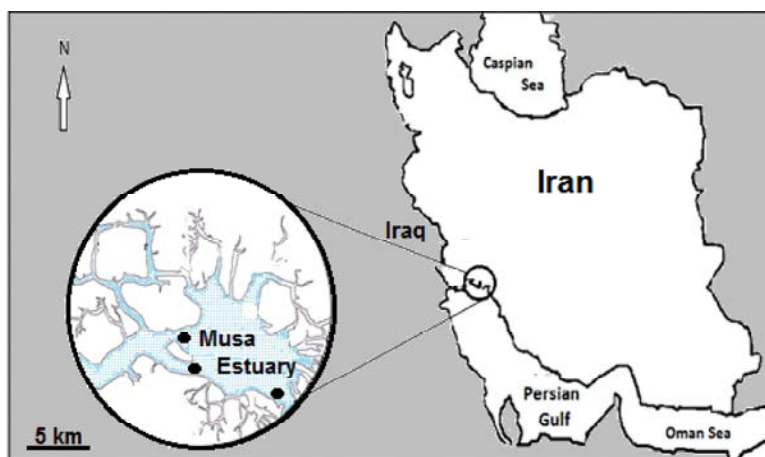 N
Caspian
Sea
Iran
Iraq
Musa
Estuary
Persian
Gulf
Oman Sea
5 km